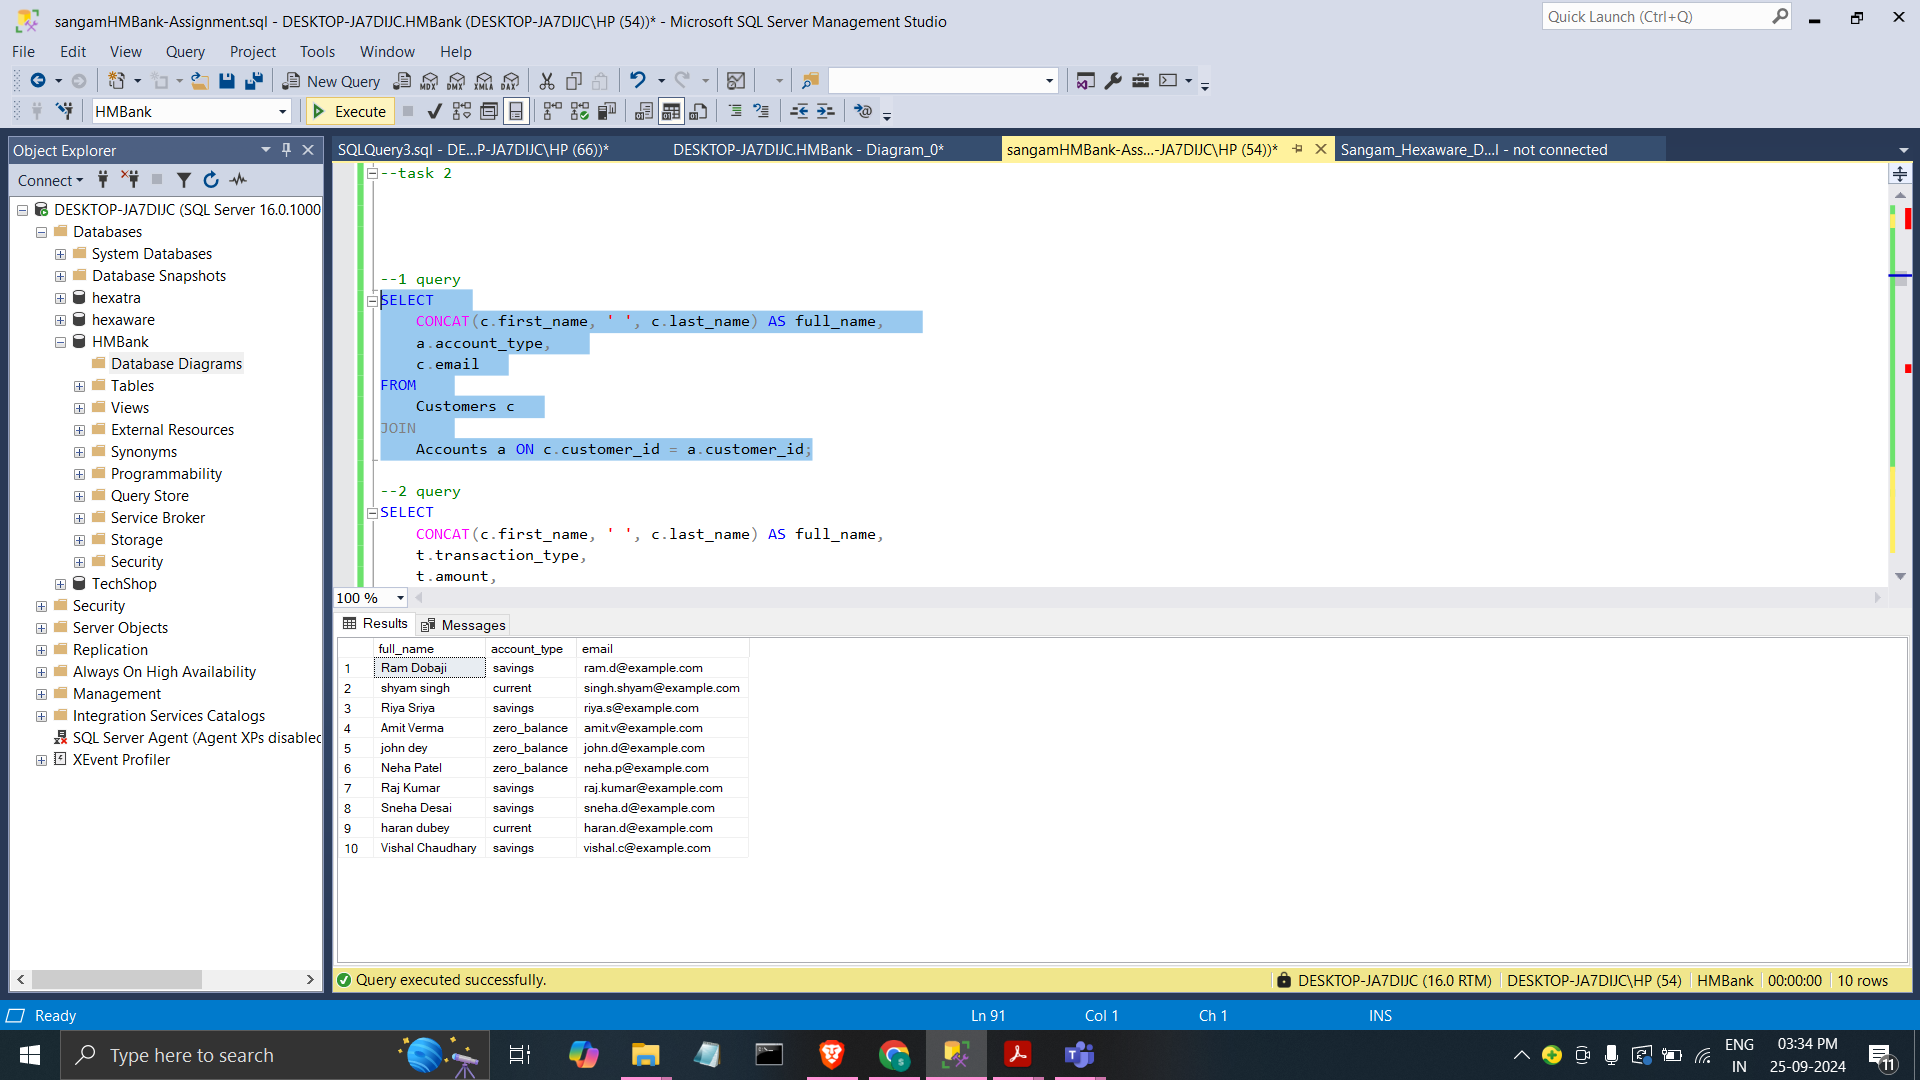 sangamHMBank-Assignment.sql - DESKTOP-JA7DIJC.HMBank (DESKTOP-JA7DIJC\HP (54))* - Microsoft SQL Server Management Studio
Quick Launch (Ctrl+Q)
File Edit View Query Project Tools Window Help
New Query
MDX DMX XMLA DAX
HMBank
Execute
Object Explorer
SQLQuery3.sql - DE...P-JA7DIJC\HP (66))*
DESKTOP-JA7DIJC.HMBank - Diagram_0*
sangamHMBank-Ass...-JA7DIJC\HP (54))*
Sangam_Hexaware_D...l - not connected
Connect
DESKTOP-JA7DIJC (SQL Server 16.0.1000
Databases
System Databases
Database Snapshots
hexatra
hexaware
HMBank
Database Diagrams
Tables
Views
External Resources
Synonyms
Programmability
Query Store
Service Broker
Storage
Security
TechShop
Security
Server Objects
Replication
Always On High Availability
Management
Integration Services Catalogs
SQL Server Agent (Agent XPs disabled
XEvent Profiler
--task 2
--1 query
SELECT
CONCAT(c.first_name, ' ', c.last_name) AS full_name,
a.account_type,
c.email
FROM
Customers c
JOIN
Accounts a ON c.customer_id = a.customer_id;
--2 query
SELECT
CONCAT(c.first_name, ' ', c.last_name) AS full_name,
t.transaction_type,
t.amount,
100 %
Results Messages
full_name account_type email
1 Ram Dobaji savings ram.d@example.com
2 shyam singh current singh.shyam@example.com
3 Riya Sriya savings riya.s@example.com
4 Amit Verma zero_balance amit.v@example.com
5 john dey zero_balance john.d@example.com
6 Neha Patel zero_balance neha.p@example.com
7 Raj Kumar savings raj.kumar@example.com
8 Sneha Desai savings sneha.d@example.com
9 haran dubey current haran.d@example.com
10 Vishal Chaudhary savings vishal.c@example.com
Query executed successfully.
DESKTOP-JA7DIJC (16.0 RTM) DESKTOP-JA7DIJC\HP (54) HMBank 00:00:00 10 rows
Ready Ln 91 Col 1 Ch 1 INS
Type here to search
ENG
IN
03:34 PM
25-09-2024
11